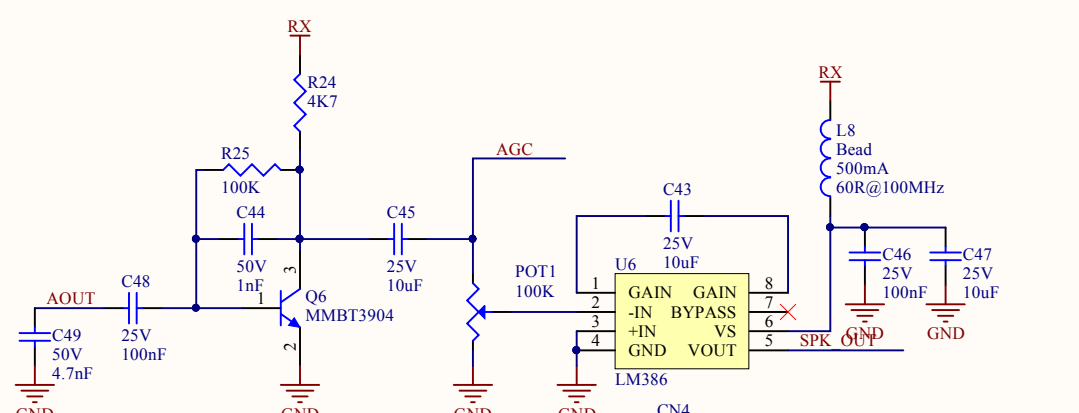 RX
R24
4K7
R25
100K
C44
50V
1nF
C48
25V
100nF
AOUT
C49
50V
4.7nF
GND
1
3
2
Q6
MMBT3904
GND
C45
25V
10uF
AGC
POT1
100K
GND
C43
25V
10uF
U6
1 GAIN GAIN 8
2 -IN BYPASS 7
3 +IN VS 6
4 GND VOUT 5
LM386
GND
CN4
SPK_OUT
RX
L8
Bead
500mA
60R@100MHz
C46
25V
100nF
GND
C47
25V
10uF
GND